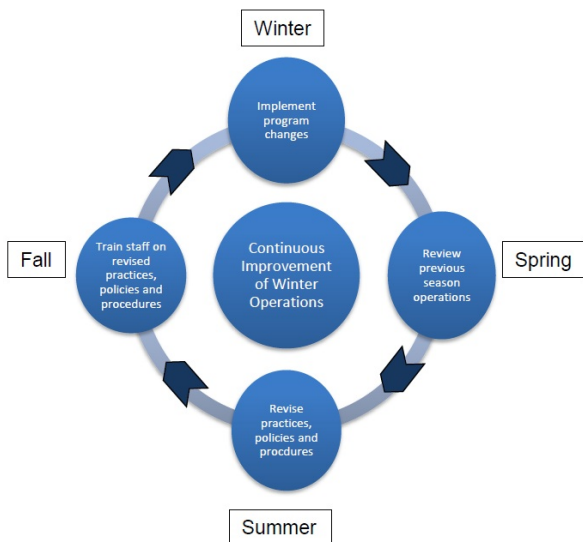 Winter
Implement
program
changes
Fall
Train staff on
revised
practices,
policies and
procedures
Continuous
Improvement
of Winter
Operations
Review
previous
season
operations
Spring
Revise
practices,
policies and
procdures
Summer